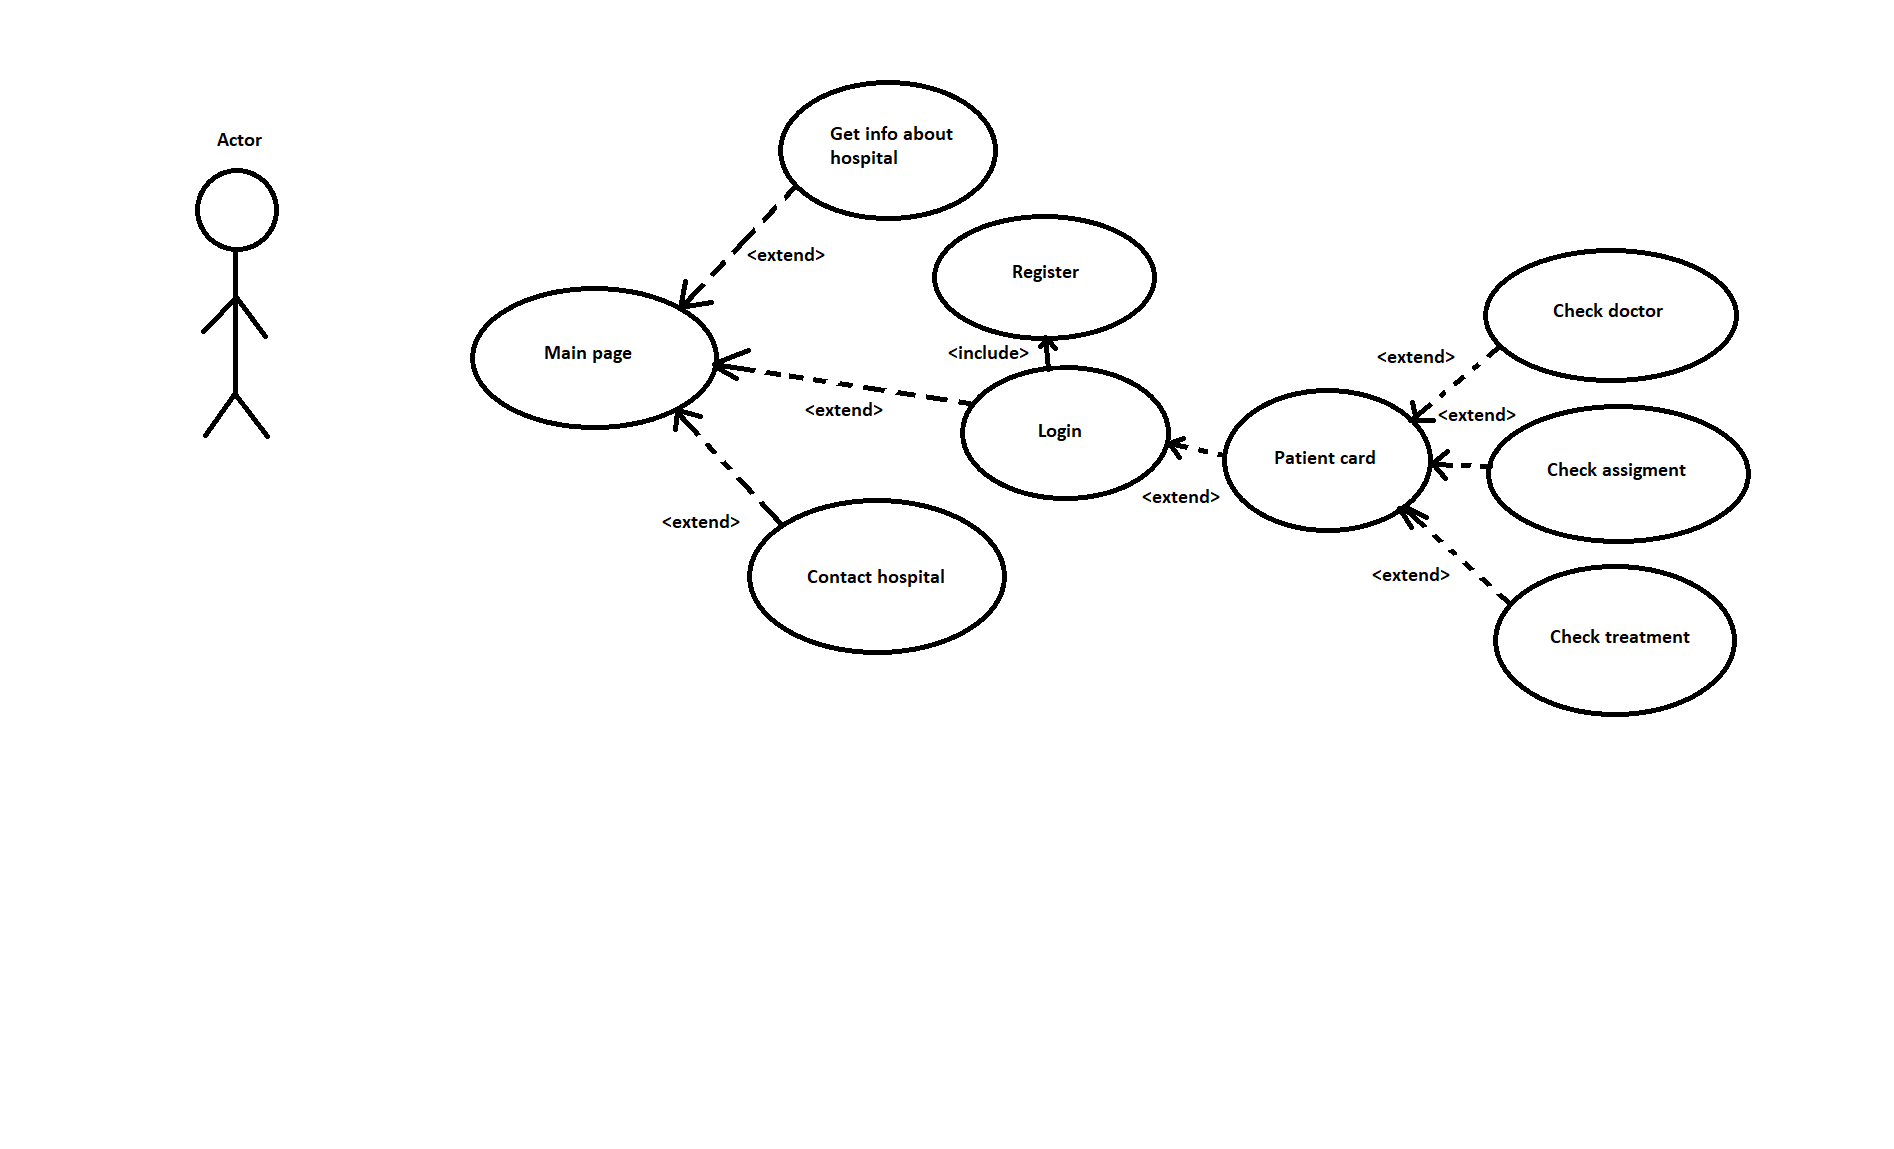 Actor
Get info about
hospital
<extend>
Register
Main page
<include>
<extend>
Login
Contact hospital
<extend>
Patient card
<extend>
Check doctor
<extend>
<extend>
Check assigment
<extend>
Check treatment